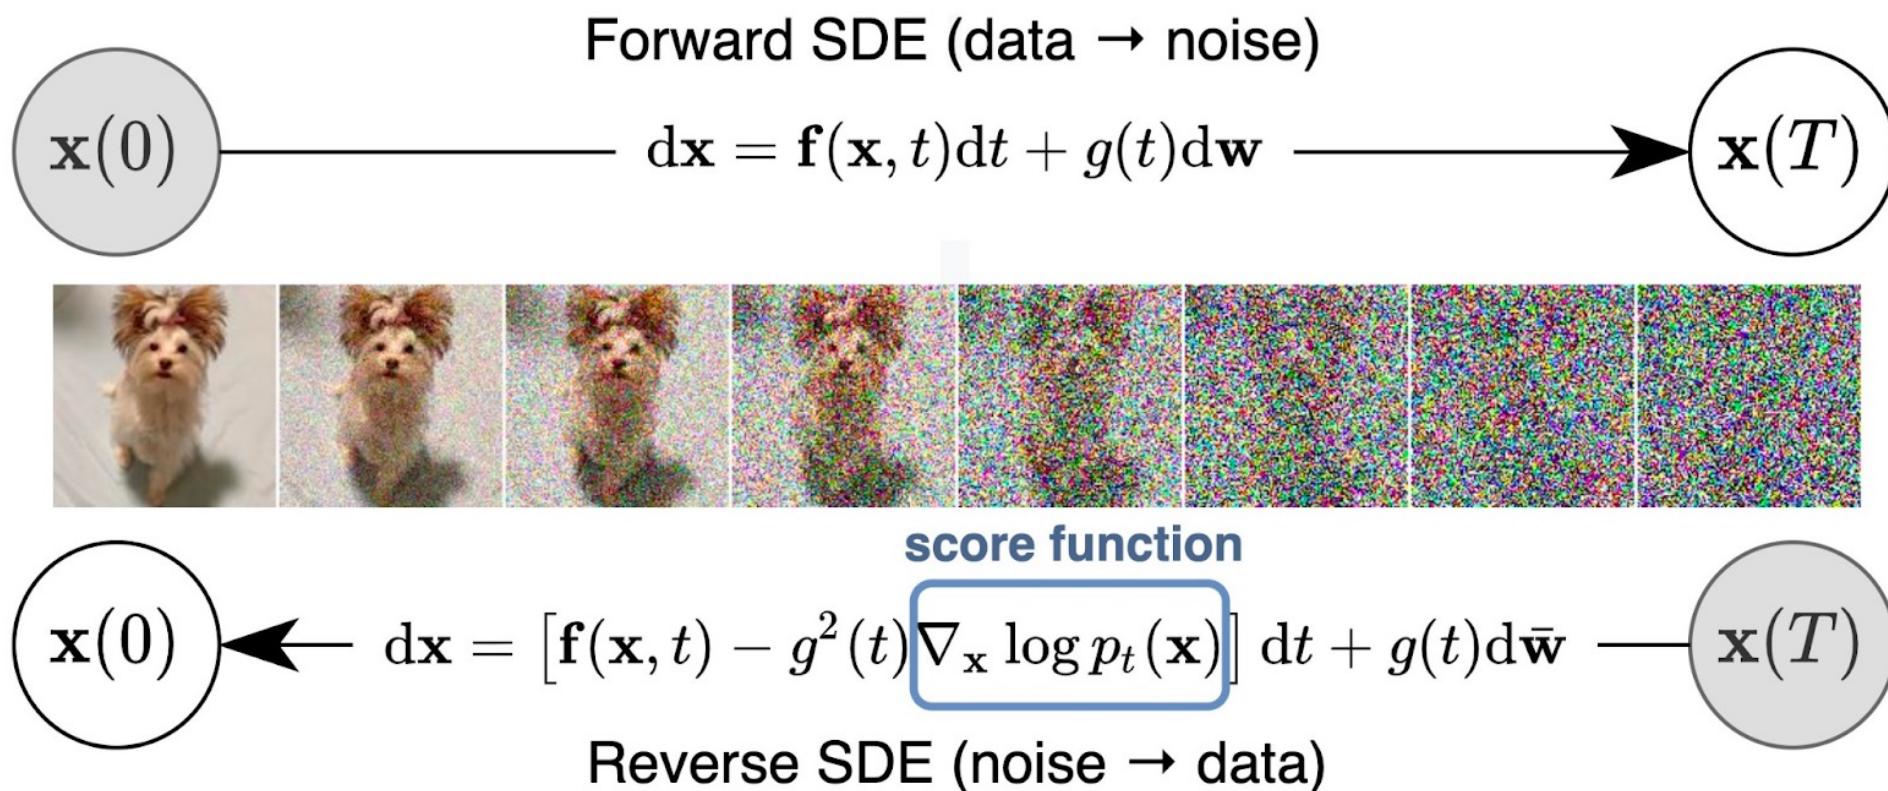 Forward SDE (data → noise)
x(0) dx = f(x, t)dt + g(t)dw x(T)
score function
x(0) dx = [f(x, t) − g²(t)∇ₓ log pₜ(x)] dt + g(t)dw̄ x(T)
Reverse SDE (noise → data)